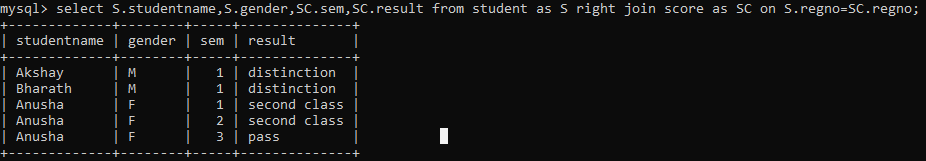 mysql> select S.studentname,S.gender,SC.sem,SC.result from student as S right join score as SC on S.regno=SC.regno;
+-------------+--------+-----+--------------+
| studentname | gender | sem | result       |
+-------------+--------+-----+--------------+
| Akshay      | M      |   1 | distinction  |
| Bharath     | M      |   1 | distinction  |
| Anusha      | F      |   1 | second class |
| Anusha      | F      |   2 | second class |
| Anusha      | F      |   3 | pass         |
+-------------+--------+-----+--------------+